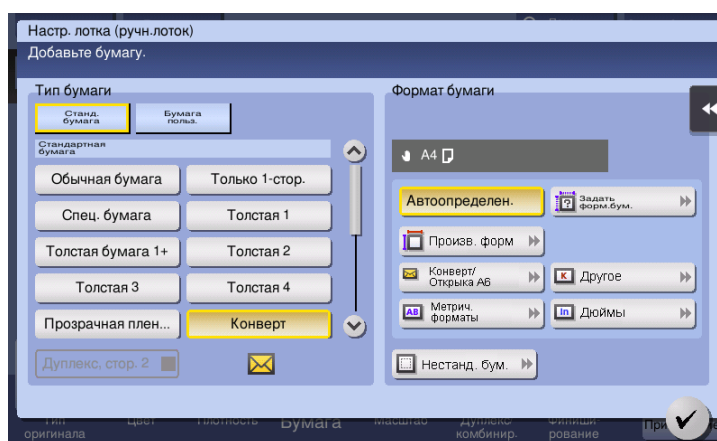 Настр. лотка (ручн.лоток)
Добавьте бумагу.
Тип бумаги
Станд.
бумага
Бумага
польз.
Стандартная
бумага
Обычная бумага
Только 1-стор.
Спец. бумага
Толстая 1
Толстая бумага 1+
Толстая 2
Толстая 3
Толстая 4
Прозрачная плен...
Конверт
Дуплекс, стор. 2
Формат бумаги
A4
Автоопределен.
Задать
форм.бум.
Произв. форм
Конверт/
Открыка A6
K Другое
AB Метрич.
форматы
In Дюймы
Нестанд. бум.
Тип
оригинала
Цвет
Плотность
Бумага
Масштаб
Дуплекс/
комбинир.
Финиши-
рование